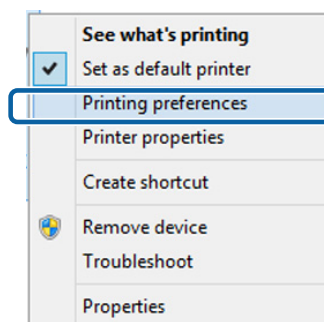 See what's printing
Set as default printer
Printing preferences
Printer properties
Create shortcut
Remove device
Troubleshoot
Properties